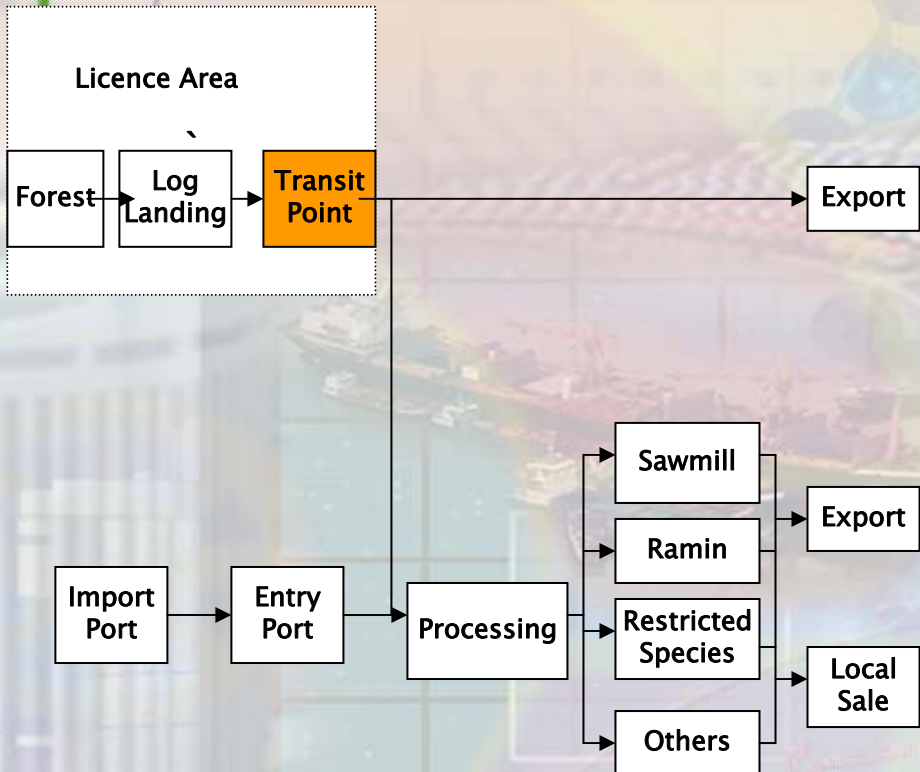 Licence Area
`
Forest
Log
Landing
Transit
Point
Export
Sawmill
Export
Ramin
Import
Port
Entry
Port
Processing
Restricted
Species
Local
Sale
Others